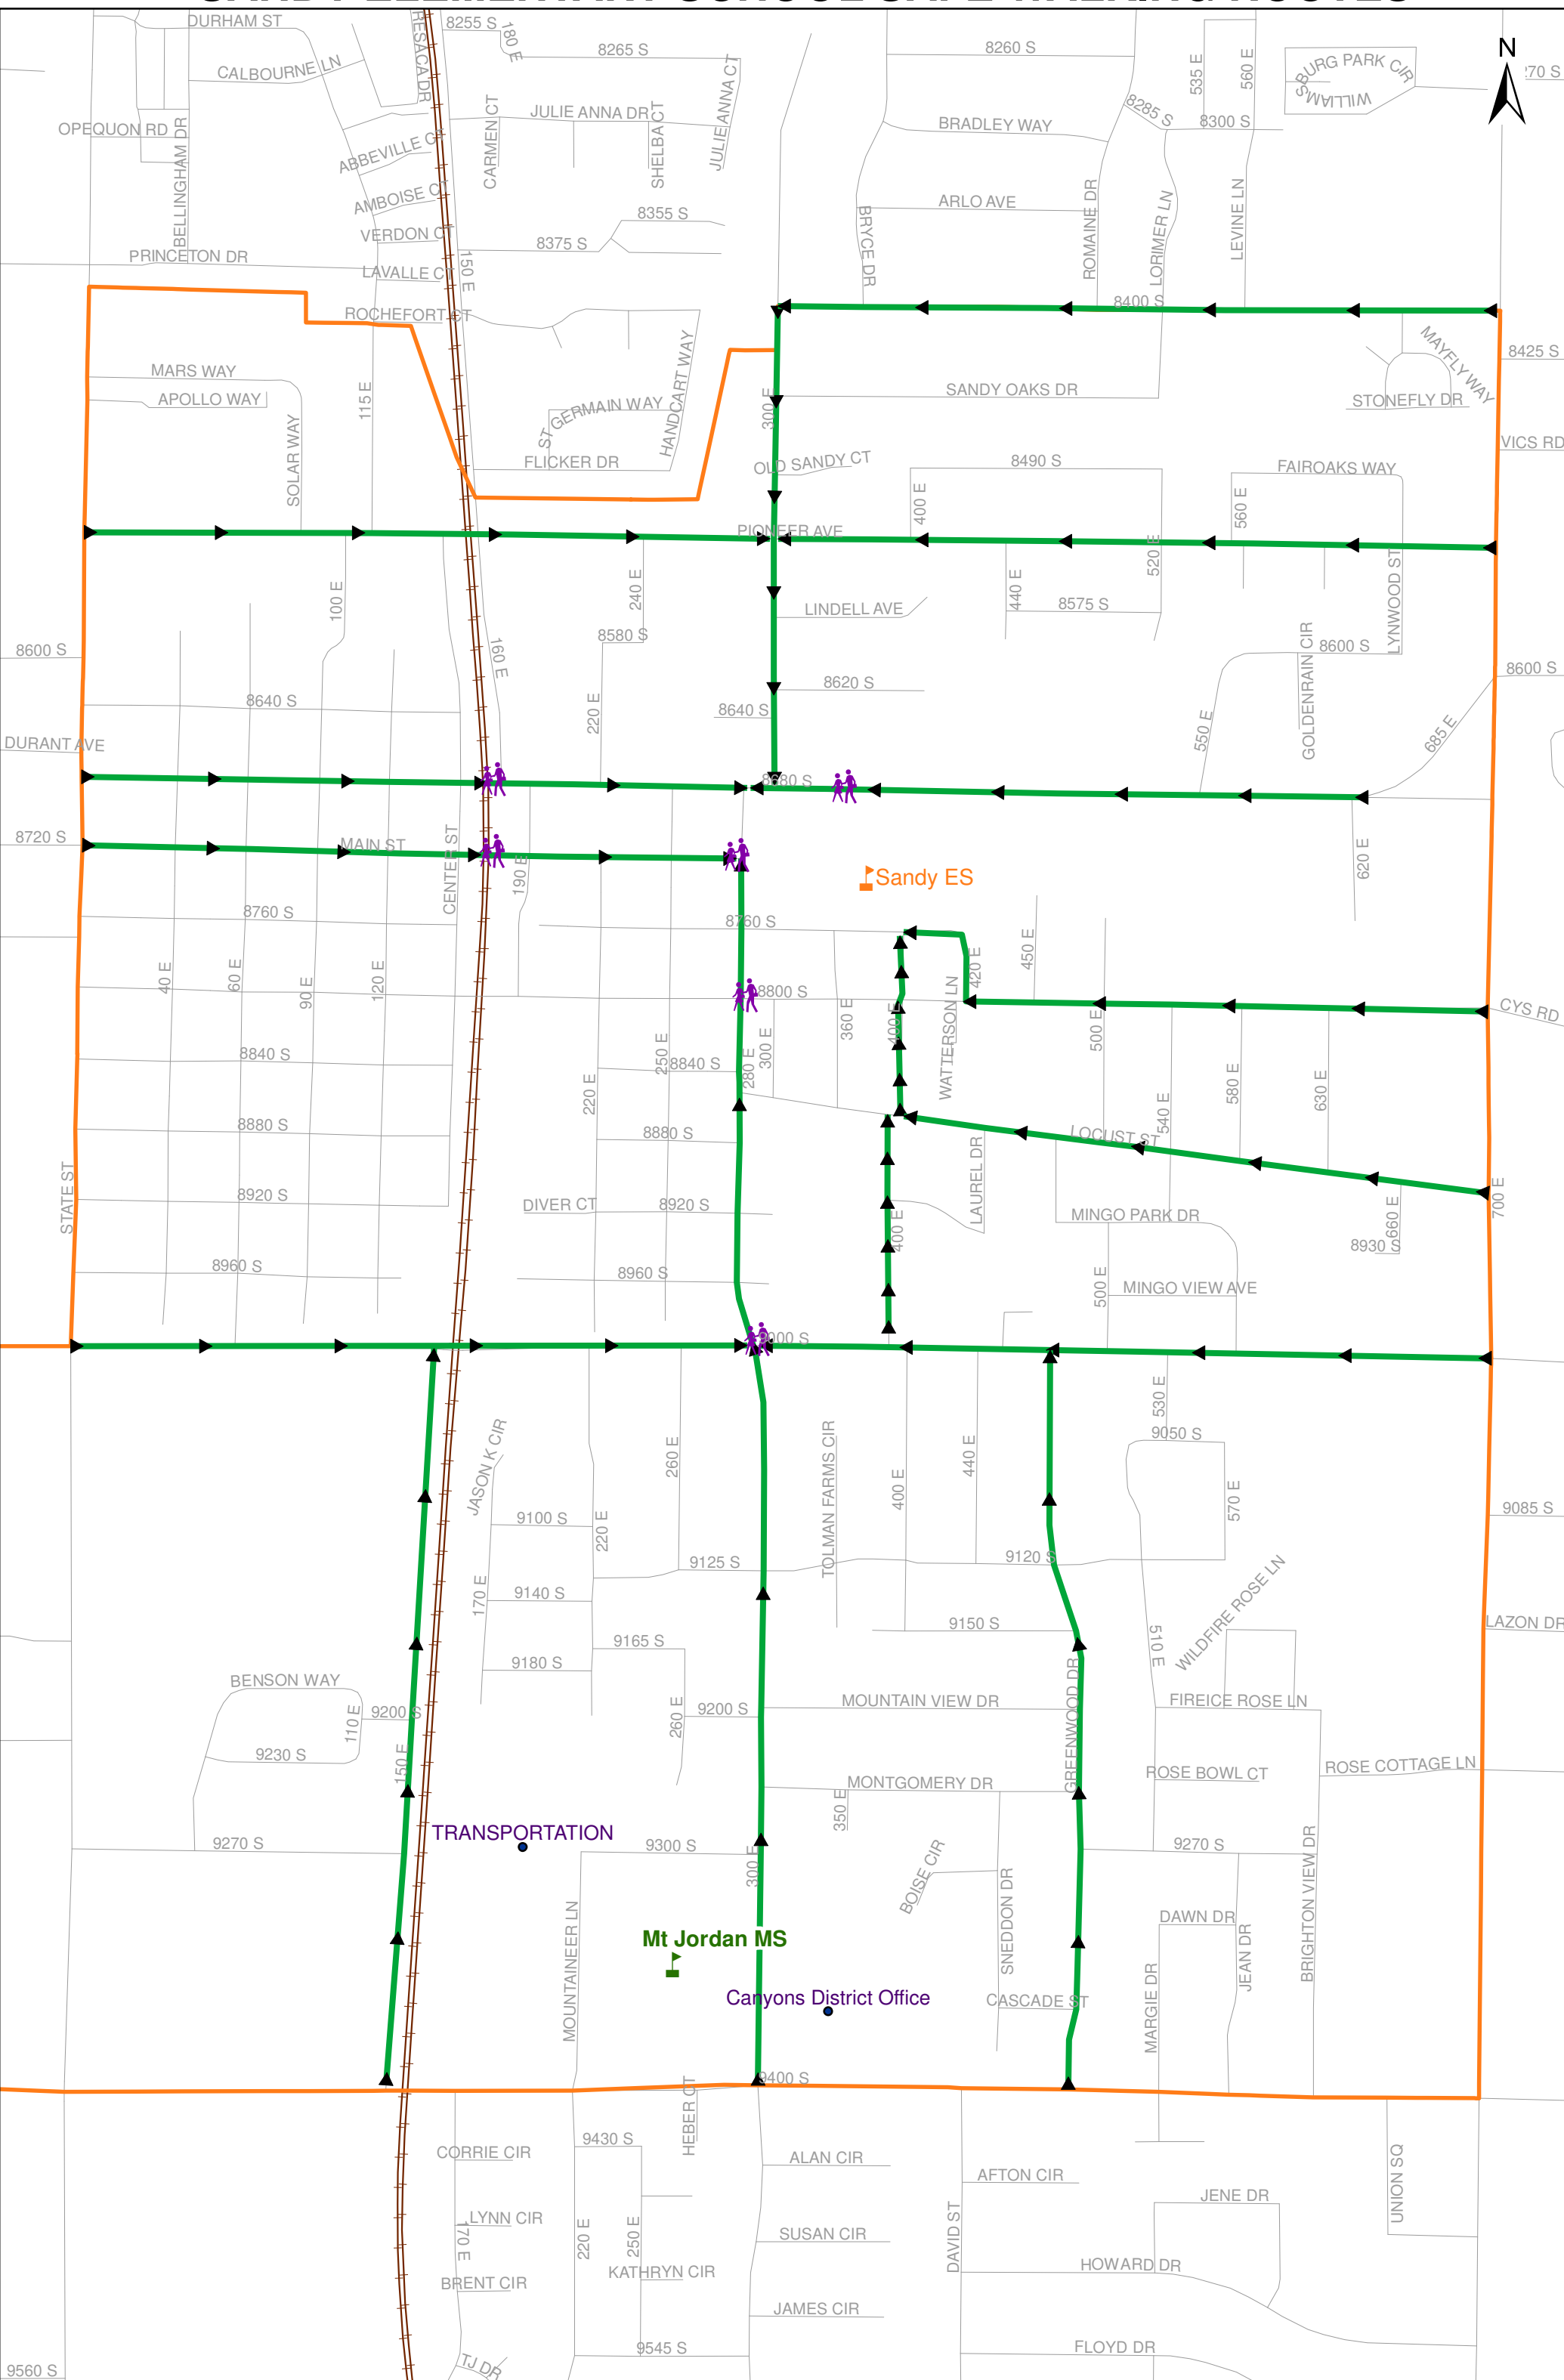 DURHAM ST
RESACA DR
8255 S
180 E
8265 S
8260 S
535 E
560 E
BURG PARK CIR
WILLIAMS
N
CALBOURNE LN
JULIE ANNA CT
CARMEN CT
JULIE ANNA DR
SHELBA CT
BRADLEY WAY
8285 S
8300 S
OPEQUON RD
BELLINGHAM DR
ABBEVILLE CT
AMBOISE CT
ARLO AVE
ROMAINE DR
LORIMER LN
LEVINE LN
BRYCE DR
8355 S
VERDON CT
8375 S
PRINCETON DR
LAVALLE CT
150 E
ROCHEFORT CT
8400 S
MAYFLY WAY
8425 S
MARS WAY
APOLLO WAY
115 E
SOLAR WAY
ST GERMAIN WAY
HANDCART WAY
300 E
SANDY OAKS DR
STONEFLY DR
VICS RD
FLICKER DR
OLD SANDY CT
8490 S
FAIROAKS WAY
400 E
560 E
PIONEER AVE
520 E
LYNWOOD ST
100 E
240 E
440 E
LINDELL AVE
8575 S
8580 S
8600 S
160 E
GOLDENRAIN CIR
8600 S
8600 S
8620 S
8640 S
220 E
8640 S
550 E
685 E
DURANT AVE
8680 S
8720 S
MAIN ST
CENTER ST
190 E
620 E
Sandy ES
8760 S
8760 S
40 E
60 E
90 E
120 E
420 E
450 E
8800 S
CYS RD
360 E
400 E
WATTERSON LN
500 E
300 E
250 E
280 E
8840 S
8840 S
220 E
540 E
580 E
630 E
8880 S
8880 S
LOCUST ST
STATE ST
8920 S
DIVER CT
8920 S
LAUREL DR
400 E
MINGO PARK DR
660 E
700 E
8930 S
8960 S
8960 S
500 E
MINGO VIEW AVE
9000 S
530 E
JASON K CIR
260 E
TOLMAN FARMS CIR
400 E
440 E
9050 S
570 E
9085 S
9100 S
220 E
9125 S
9120 S
170 E
9140 S
WILDFIRE ROSE LN
9165 S
9150 S
510 E
LAZON DR
9180 S
BENSON WAY
110 E
9200 S
260 E
9200 S
MOUNTAIN VIEW DR
GREENWOOD DR
FIREICE ROSE LN
9230 S
150 E
MONTGOMERY DR
350 E
ROSE BOWL CT
ROSE COTTAGE LN
TRANSPORTATION
9270 S
9300 S
300 E
9270 S
BOISE CIR
SNEDDON DR
BRIGHTON VIEW DR
MOUNTAINEER LN
DAWN DR
JEAN DR
Mt Jordan MS
Canyons District Office
CASCADE ST
MARGIE DR
9400 S
HEBER CT
9430 S
CORRIE CIR
ALAN CIR
AFTON CIR
UNION SQ
JENE DR
LYNN CIR
170 E
220 E
250 E
SUSAN CIR
DAVID ST
HOWARD DR
KATHRYN CIR
BRENT CIR
JAMES CIR
9545 S
FLOYD DR
TJ DR
9560 S